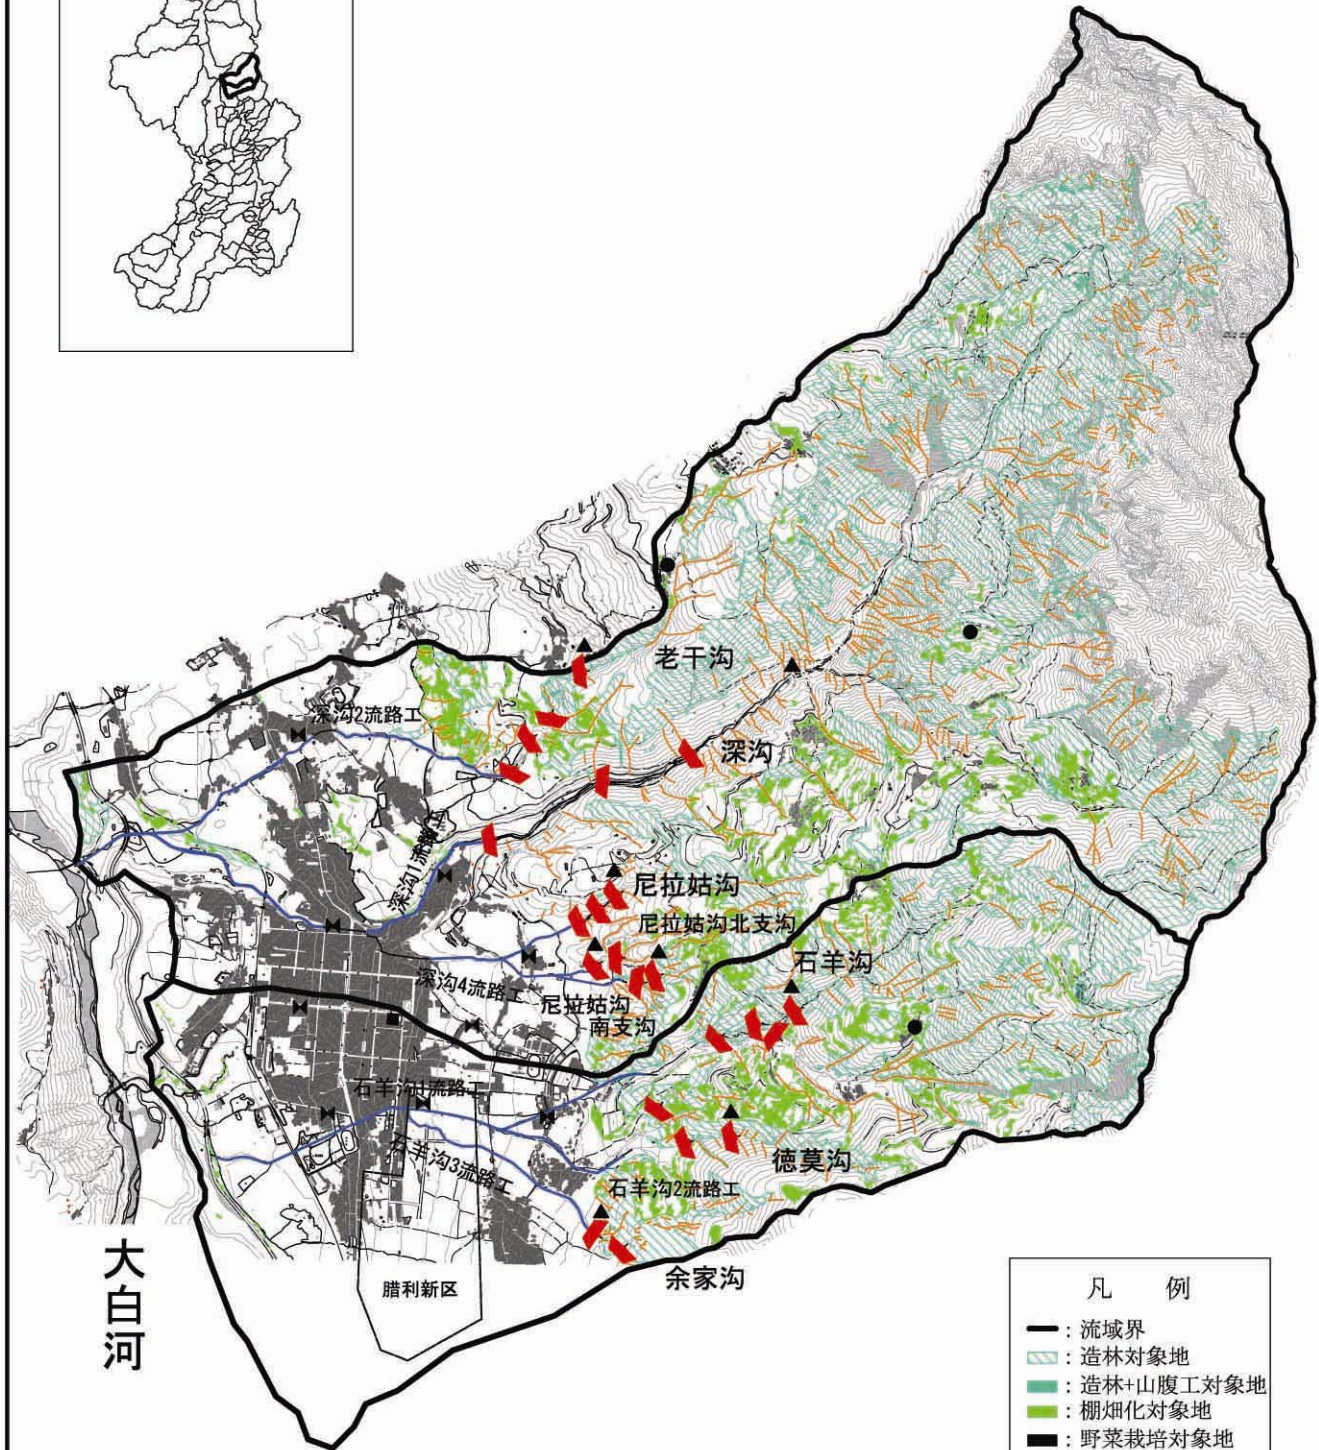 老干沟
深沟2流路工
深沟
深沟1流路工
尼拉姑沟
尼拉姑沟北支沟
石羊沟
深沟4流路工
尼拉姑沟
南支沟
石羊沟1流路工
石羊沟3流路工
徳莫沟
石羊沟2流路工
余家沟
腊利新区
大白河
凡 例
: 流域界
: 造林対象地
: 造林+山腹工対象地
: 棚畑化対象地
: 野菜栽培対象地